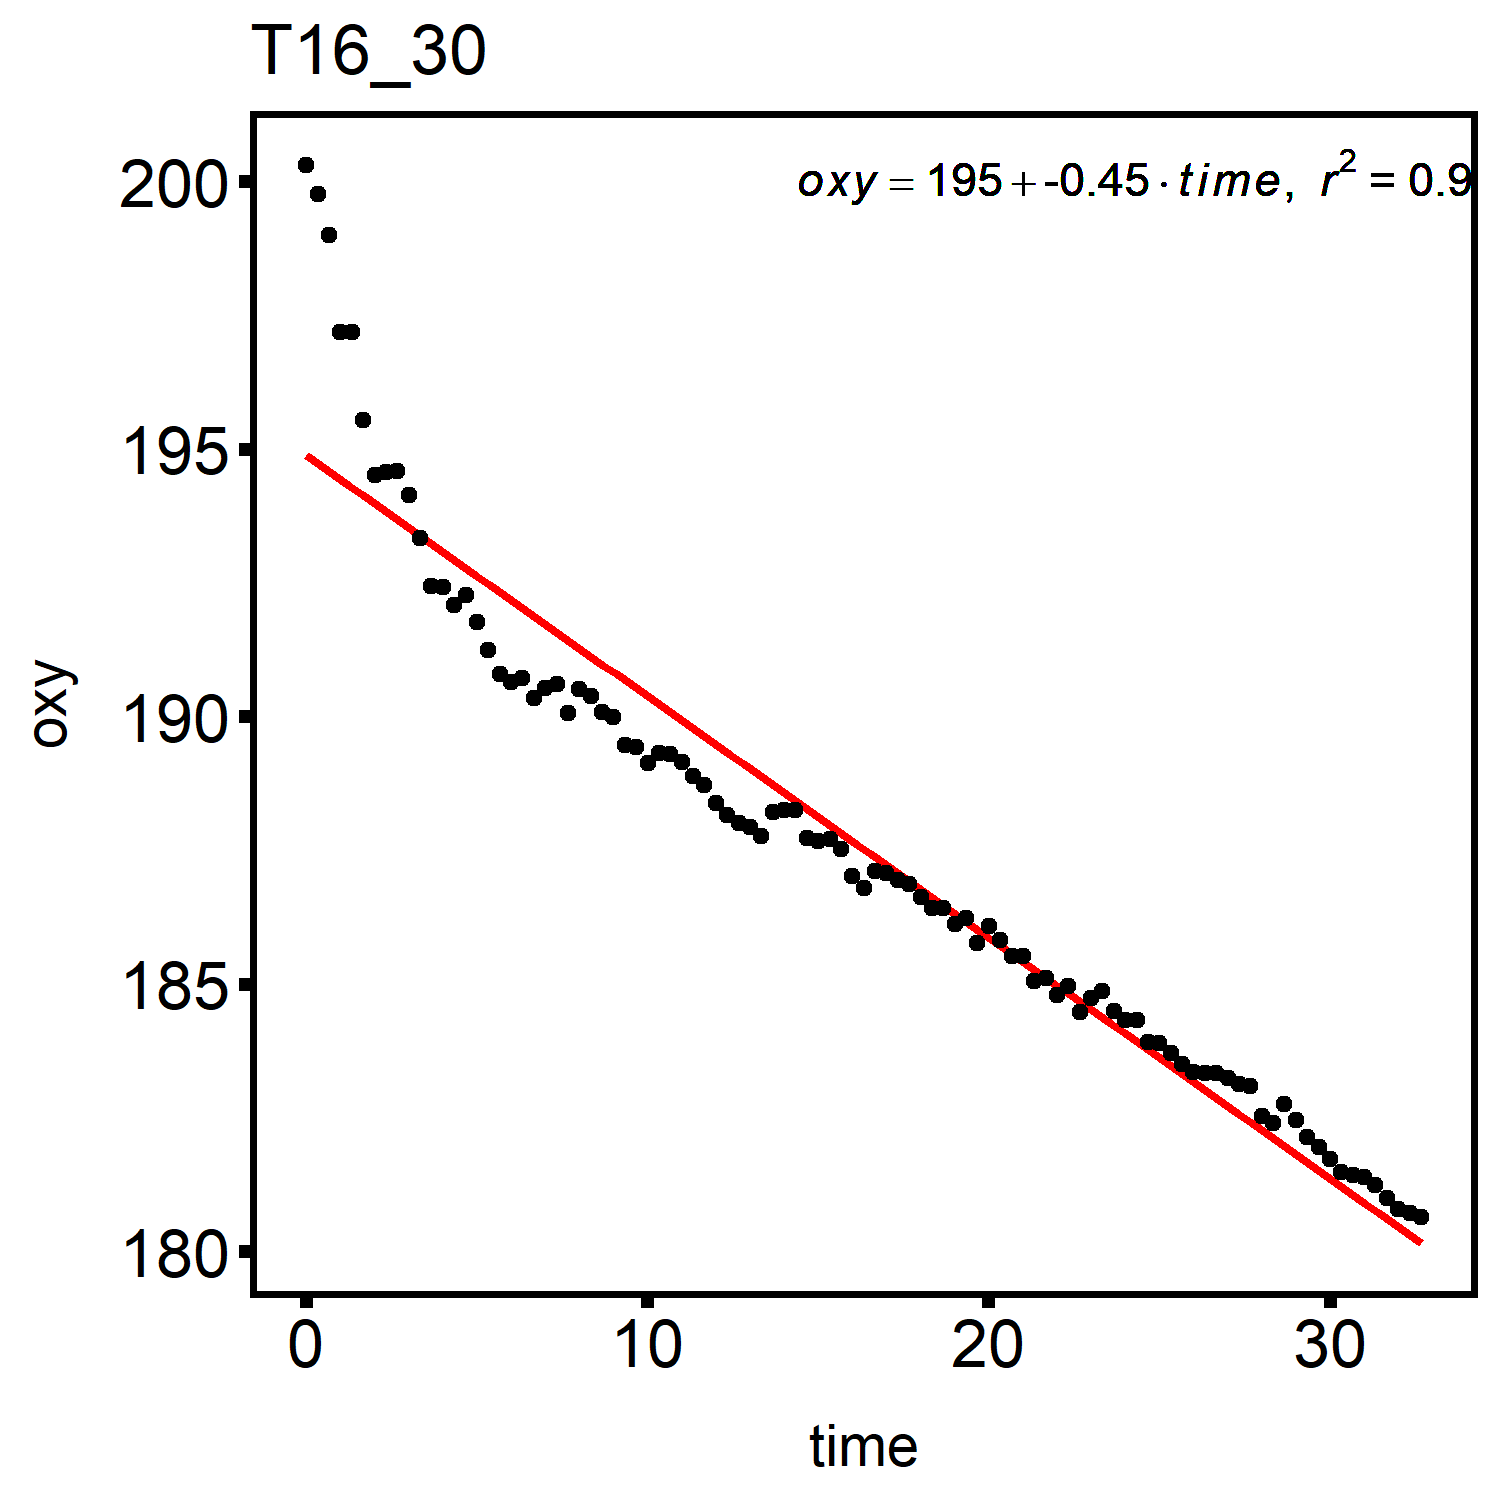 T16_30
oxy = 195 + -0.45 · time, r² = 0.9
200
195
190
185
180
oxy
0 10 20 30
time